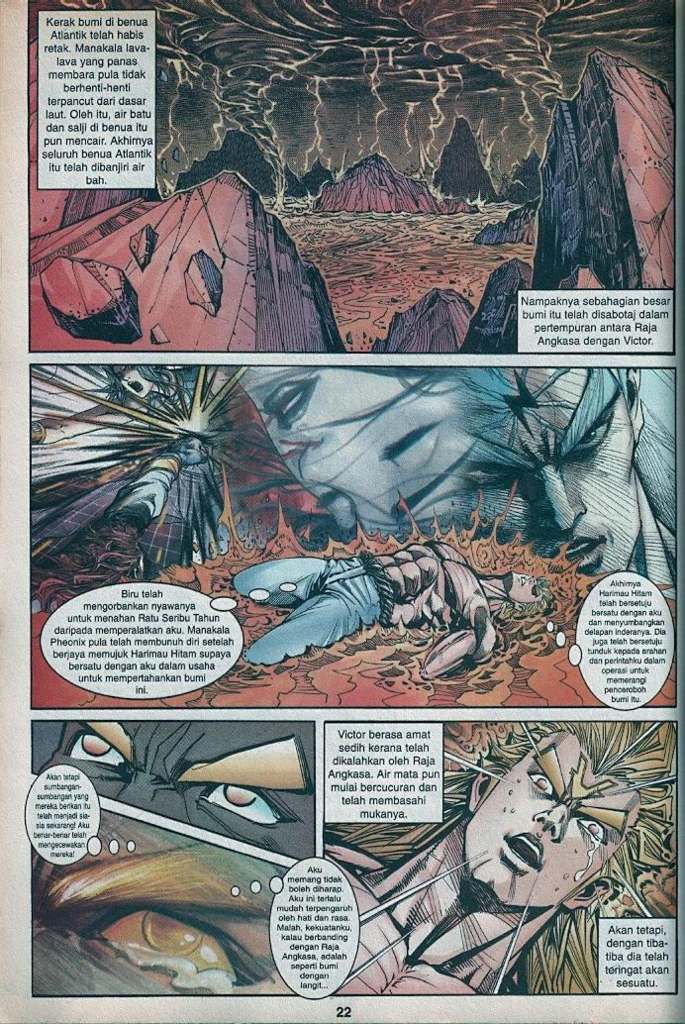 Kerak bumi di benua
Atlantik telah habis
retak. Manakala lava-
lava yang panas
membara pula tidak
berhenti-henti
terpancut dari dasar
laut. Oleh itu, air batu
dan salji di benua itu
pun mencair. Akhirnya
seluruh benua Atlantik
itu telah dibanjiri air
bah.
Nampaknya sebahagian besar
bumi itu telah disabotaj dalam
pertempuran antara Raja
Angkasa dengan Victor.
Biru telah
mengorbankan nyawanya
untuk menahan Ratu Seribu Tahun
daripada memperalatkan aku. Manakala
Pheonix pula telah membunuh diri setelah
berjaya memujuk Harimau Hitam supaya
bersatu dengan aku dalam usaha
untuk mempertahankan bumi
ini.
Akhirnya
Harimau Hitam
telah bersetuju
bersatu dengan aku
dan menyumbangkan
delapan inderanya. Dia
juga telah bersetuju
tunduk kepada arahan
dan perintahku dalam
operasi untuk
memerangi
penceroboh
bumi itu.
Akan tetapi
sumbangan-
sumbangan yang
mereka berikan itu
telah menjadi sia-
sia sekarang! Aku
benar-benar telah
mengecewakan
mereka!
Victor berasa amat
sedih kerana telah
dikalahkan oleh Raja
Angkasa. Air mata pun
mulai bercucuran dan
telah membasahi
mukanya.
Aku
memang tidak
boleh diharap.
Aku ini terlalu
mudah terpengaruh
oleh hati dan rasa.
Malah, kekuatanku,
kalau berbanding
dengan Raja
Angkasa, adalah
seperti bumi
dengan
langit...
Akan tetapi,
dengan tiba-
tiba dia telah
teringat akan
sesuatu.
22